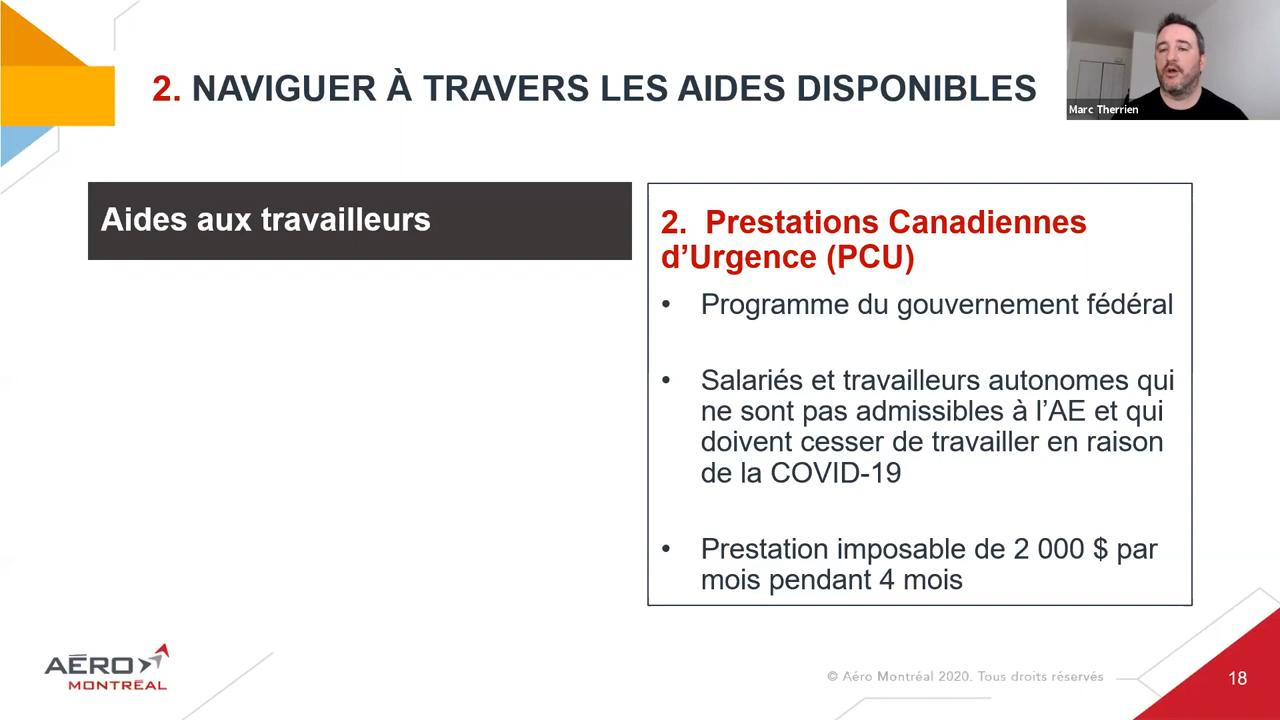 2. NAVIGUER À TRAVERS LES AIDES DISPONIBLES
Marc Therrien
Aides aux travailleurs
2. Prestations Canadiennes
d’Urgence (PCU)
• Programme du gouvernement fédéral
• Salariés et travailleurs autonomes qui
ne sont pas admissibles à l’AE et qui
doivent cesser de travailler en raison
de la COVID-19
• Prestation imposable de 2 000 $ par
mois pendant 4 mois
AÉRO
MONTRÉAL
© Aéro Montréal 2020. Tous droits réservés
18